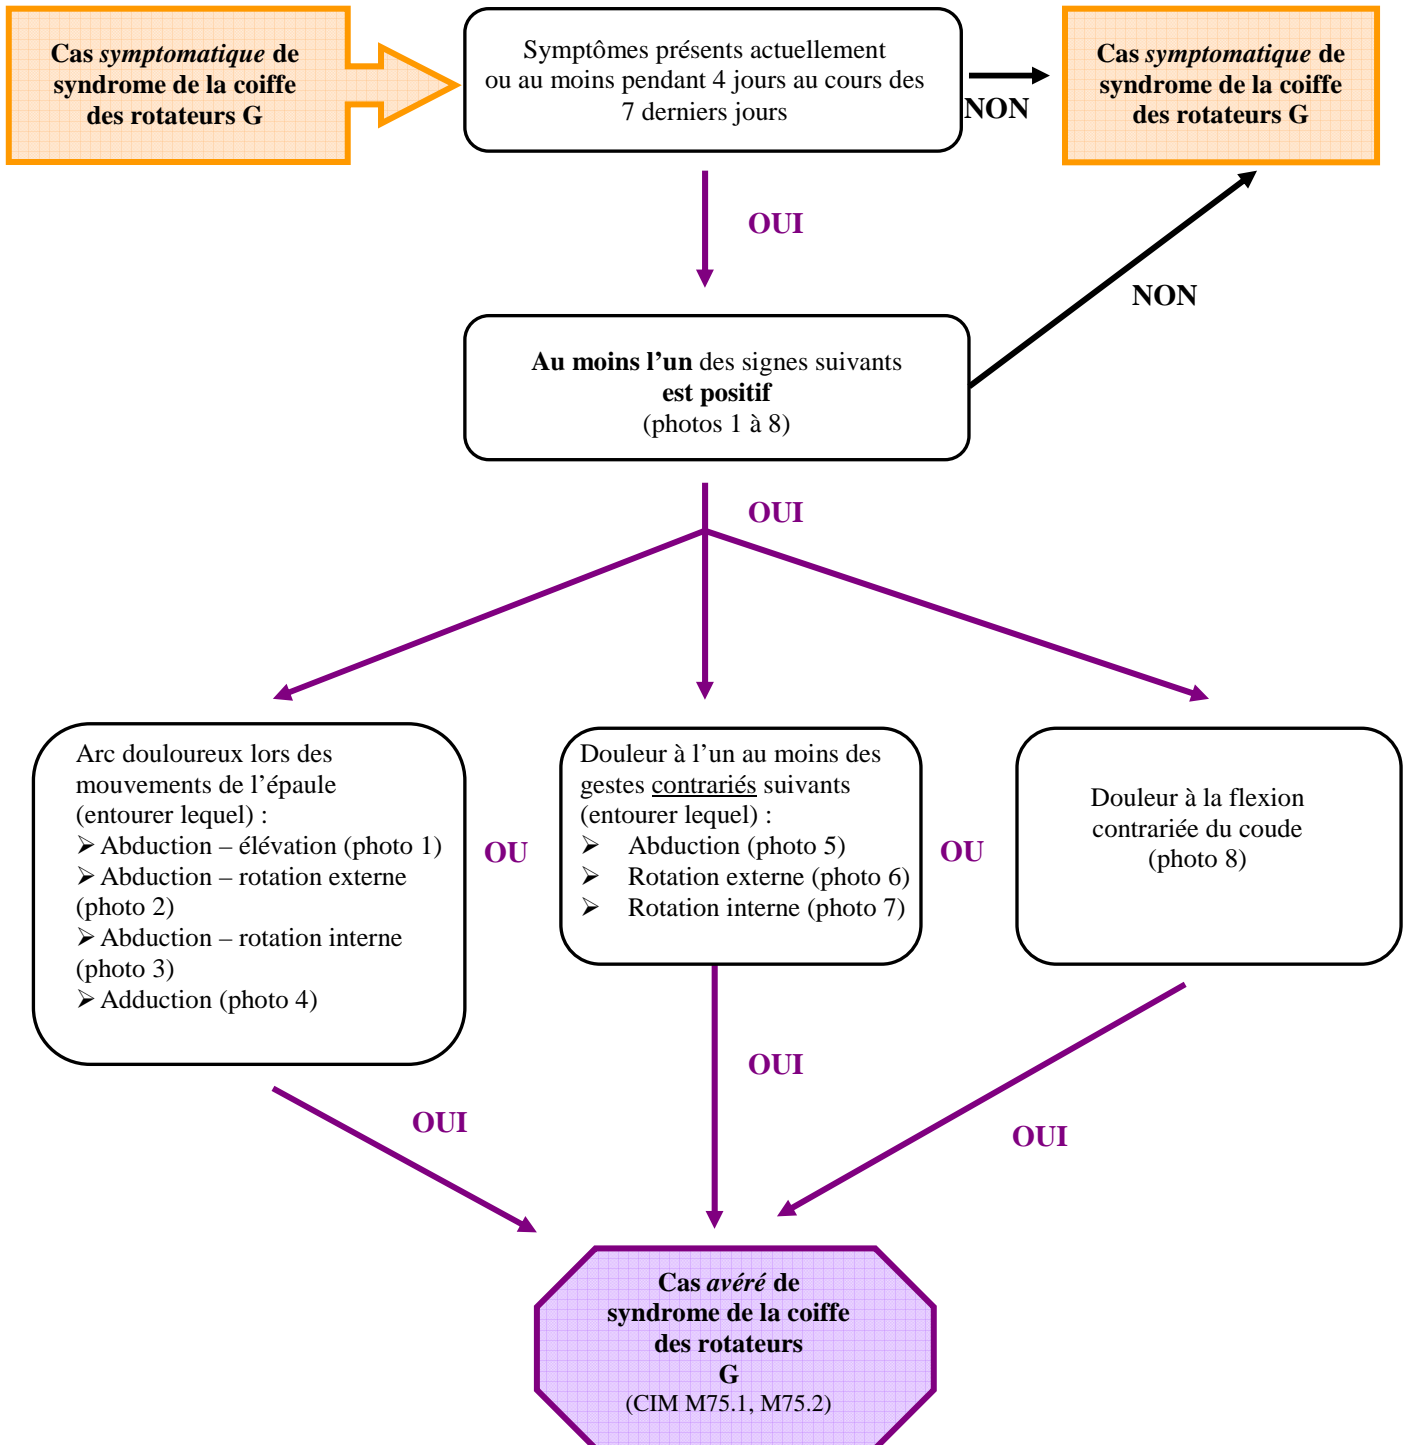 Cas symptomatique de
syndrome de la coiffe
des rotateurs G
Symptômes présents actuellement
ou au moins pendant 4 jours au cours des
7 derniers jours
NON
Cas symptomatique de
syndrome de la coiffe
des rotateurs G
OUI
NON
Au moins l’un des signes suivants
est positif
(photos 1 à 8)
OUI
Arc douloureux lors des
mouvements de l’épaule
(entourer lequel) :
➢ Abduction – élévation (photo 1)
➢ Abduction – rotation externe
(photo 2)
➢ Abduction – rotation interne
(photo 3)
➢ Adduction (photo 4)
OU
Douleur à l’un au moins des
gestes contrariés suivants
(entourer lequel) :
➢ Abduction (photo 5)
➢ Rotation externe (photo 6)
➢ Rotation interne (photo 7)
OU
Douleur à la flexion
contrariée du coude
(photo 8)
OUI
OUI
OUI
Cas avéré de
syndrome de la coiffe
des rotateurs
G
(CIM M75.1, M75.2)